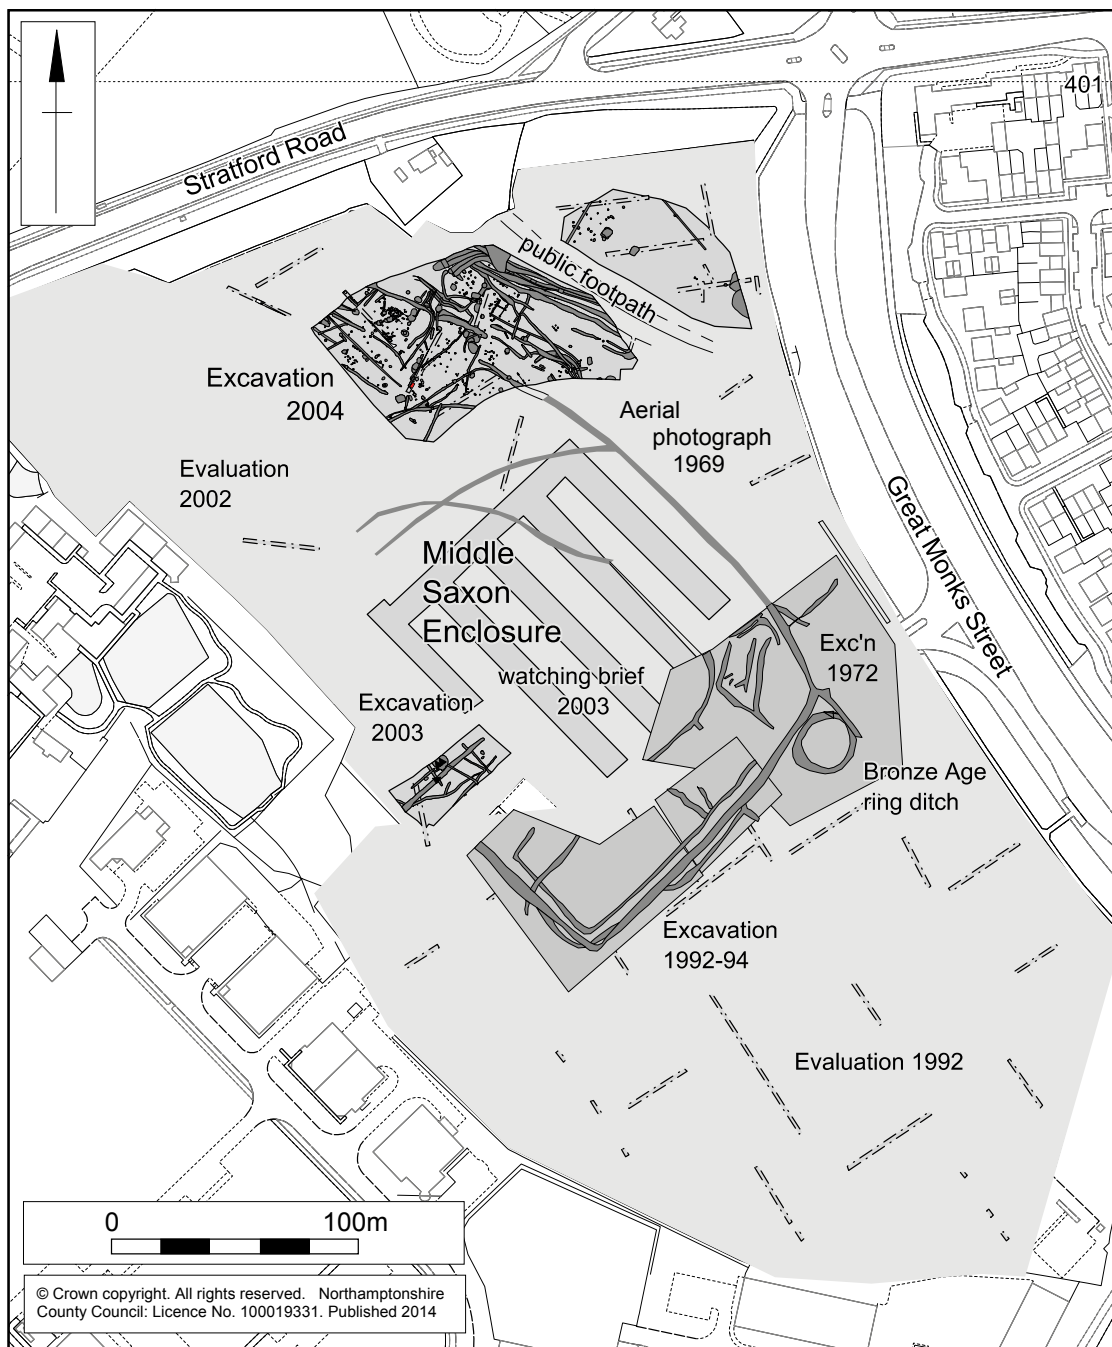 401
Stratford Road
public footpath
Excavation
2004
Aerial
photograph
1969
Evaluation
2002
Great Monks Street
Middle
Saxon
Enclosure
Exc'n
1972
watching brief
2003
Excavation
2003
Bronze Age
ring ditch
Excavation
1992-94
Evaluation 1992
0 100m
© Crown copyright. All rights reserved. Northamptonshire
County Council: Licence No. 100019331. Published 2014